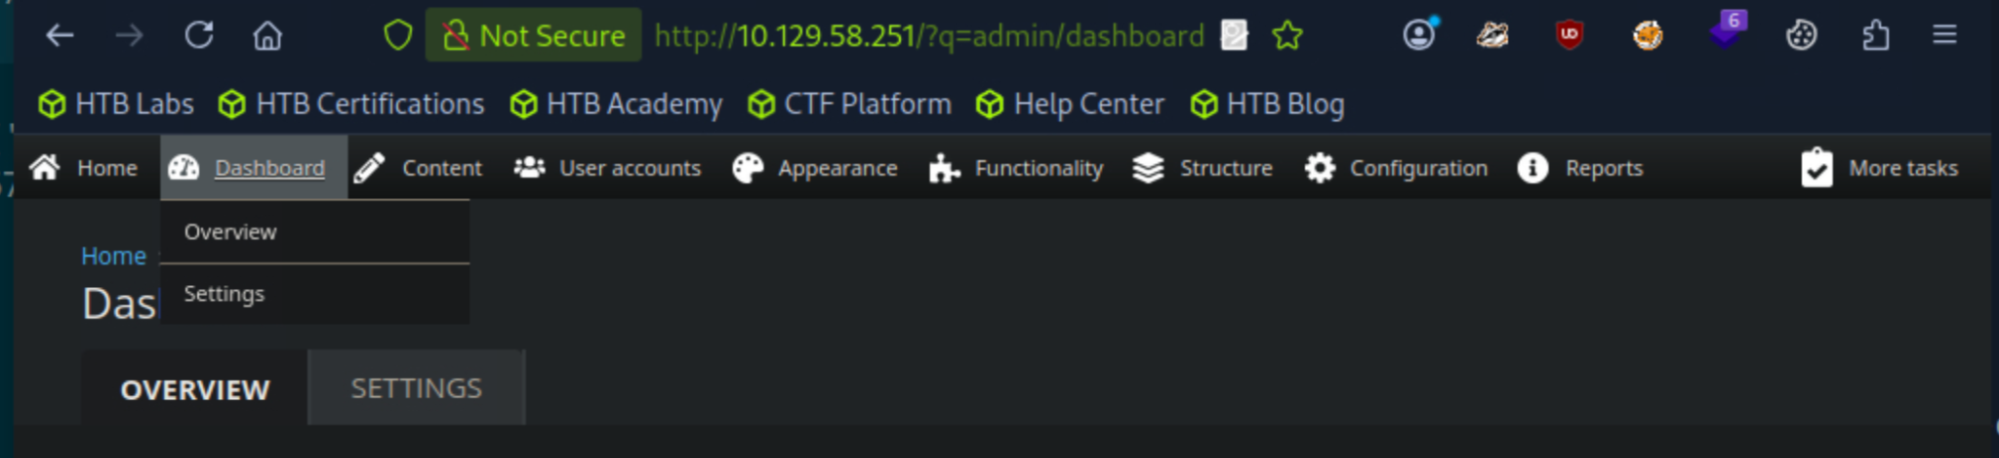 Not Secure http://10.129.58.251/?q=admin/dashboard 6
HTB Labs HTB Certifications HTB Academy CTF Platform Help Center HTB Blog
Home Dashboard Content User accounts Appearance Functionality Structure Configuration Reports More tasks
Overview
Home
Settings
OVERVIEW SETTINGS